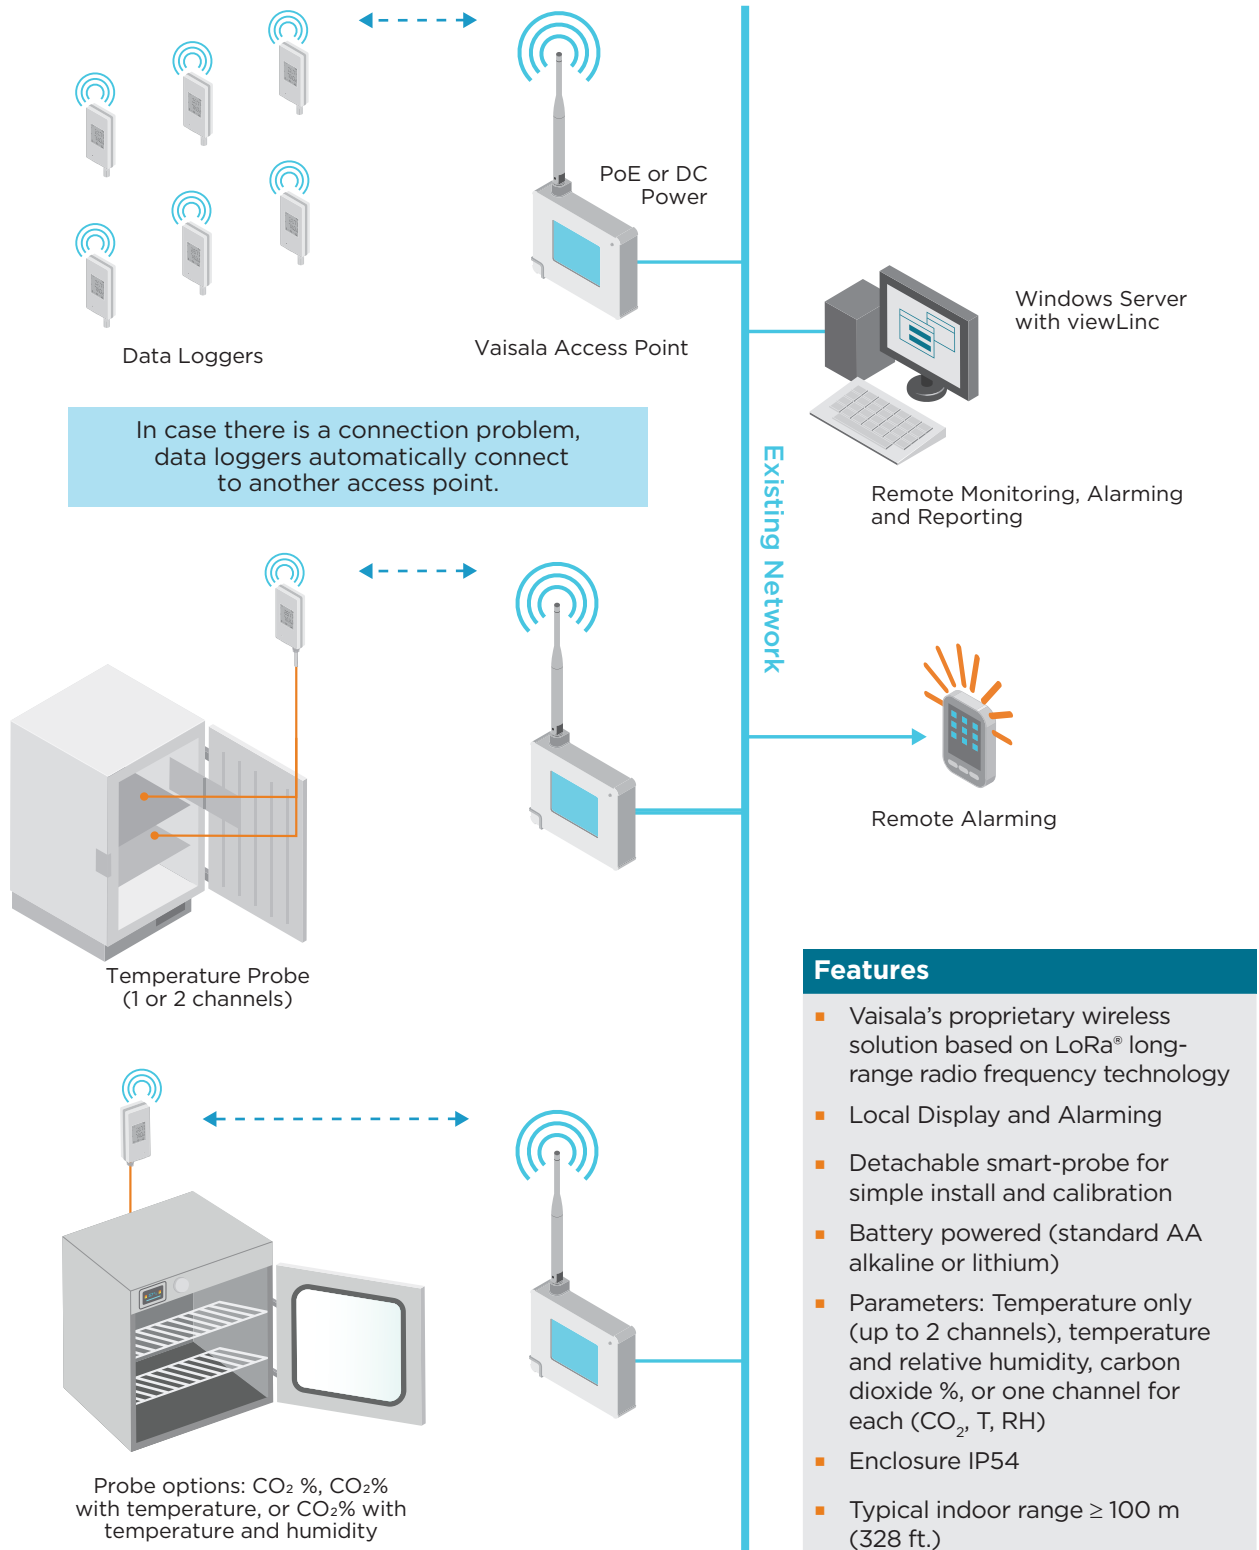 PoE or DC
Power
Data Loggers
Vaisala Access Point
In case there is a connection problem,
data loggers automatically connect
to another access point.
Existing Network
Windows Server
with viewLinc
Remote Monitoring, Alarming
and Reporting
Remote Alarming
Temperature Probe
(1 or 2 channels)
Probe options: CO₂ %, CO₂%
with temperature, or CO₂% with
temperature and humidity
Features
▪ Vaisala's proprietary wireless
solution based on LoRa® long-
range radio frequency technology
▪ Local Display and Alarming
▪ Detachable smart-probe for
simple install and calibration
▪ Battery powered (standard AA
alkaline or lithium)
▪ Parameters: Temperature only
(up to 2 channels), temperature
and relative humidity, carbon
dioxide %, or one channel for
each (CO₂, T, RH)
▪ Enclosure IP54
▪ Typical indoor range ≥ 100 m
(328 ft.)